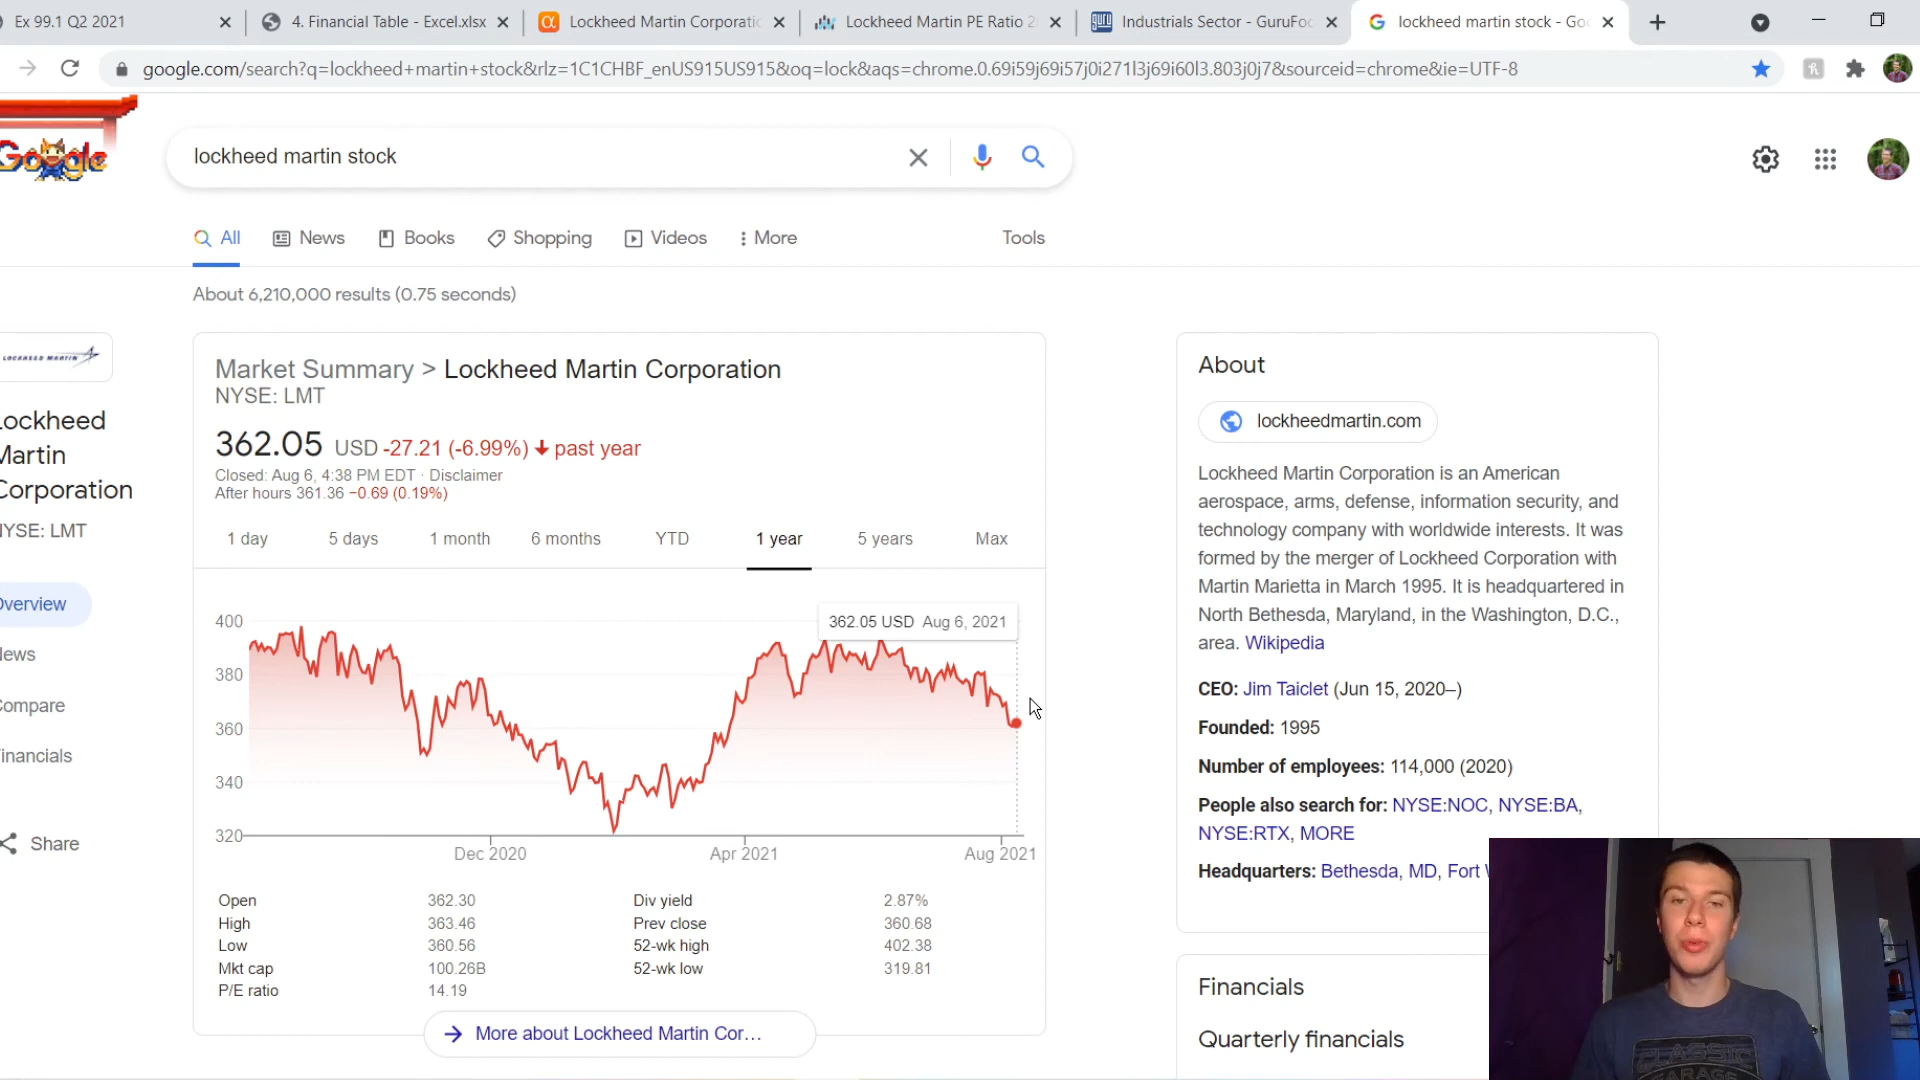 Ex 99.1 Q2 2021
4. Financial Table - Excel.xlsx
Lockheed Martin Corporatic
Lockheed Martin PE Ratio 2
guru
Industrials Sector - GuruFoc
lockheed martin stock - Goo
google.com/search?q=lockheed+martin+stock&rlz=1C1CHBF_enUS915US915&oq=lock&aqs=chrome.0.69i59j69i57j0i271l3j69i60l3.803j0j7&sourceid=chrome&ie=UTF-8
Google
lockheed martin stock
All
News
Books
Shopping
Videos
More
Tools
About 6,210,000 results (0.75 seconds)
LOCKHEED MARTIN
Lockheed
Martin
Corporation
NYSE: LMT
Overview
News
Compare
Financials
Share
Market Summary > Lockheed Martin Corporation
NYSE: LMT
362.05 USD -27.21 (-6.99%) past year
Closed: Aug 6, 4:38 PM EDT · Disclaimer
After hours 361.36 −0.69 (0.19%)
1 day 5 days 1 month 6 months YTD 1 year 5 years Max
362.05 USD Aug 6, 2021
400
380
360
340
320
Dec 2020 Apr 2021 Aug 2021
Open 362.30 Div yield 2.87%
High 363.46 Prev close 360.68
Low 360.56 52-wk high 402.38
Mkt cap 100.26B 52-wk low 319.81
P/E ratio 14.19
More about Lockheed Martin Cor…
About
lockheedmartin.com
Lockheed Martin Corporation is an American
aerospace, arms, defense, information security, and
technology company with worldwide interests. It was
formed by the merger of Lockheed Corporation with
Martin Marietta in March 1995. It is headquartered in
North Bethesda, Maryland, in the Washington, D.C.,
area. Wikipedia
CEO: Jim Taiclet (Jun 15, 2020–)
Founded: 1995
Number of employees: 114,000 (2020)
People also search for: NYSE:NOC, NYSE:BA,
NYSE:RTX, MORE
Headquarters: Bethesda, MD, Fort
Financials
Quarterly financials
CLASSIC
GARAGE